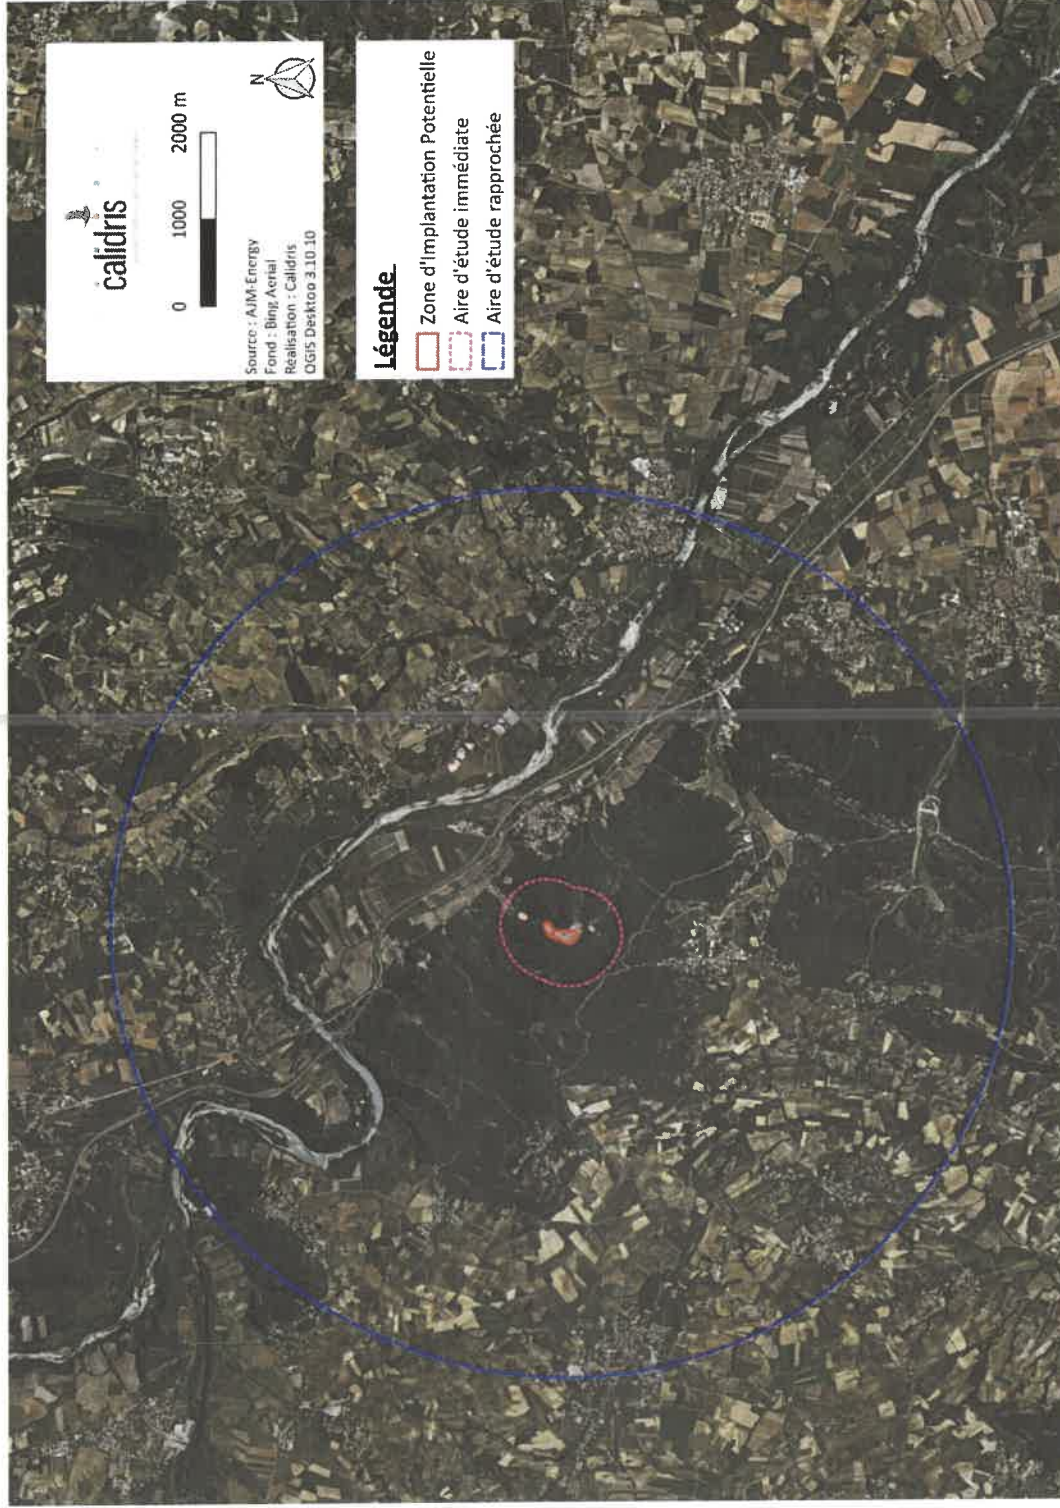 calidris
0 1000 2000 m
N
Source : AJM-Energy
Fond : Bing Aerial
Réalisation : Calidris
QGIS Desktop 3.10.10
Légende
Zone d'Implantation Potentielle
Aire d'étude immédiate
Aire d'étude rapprochée